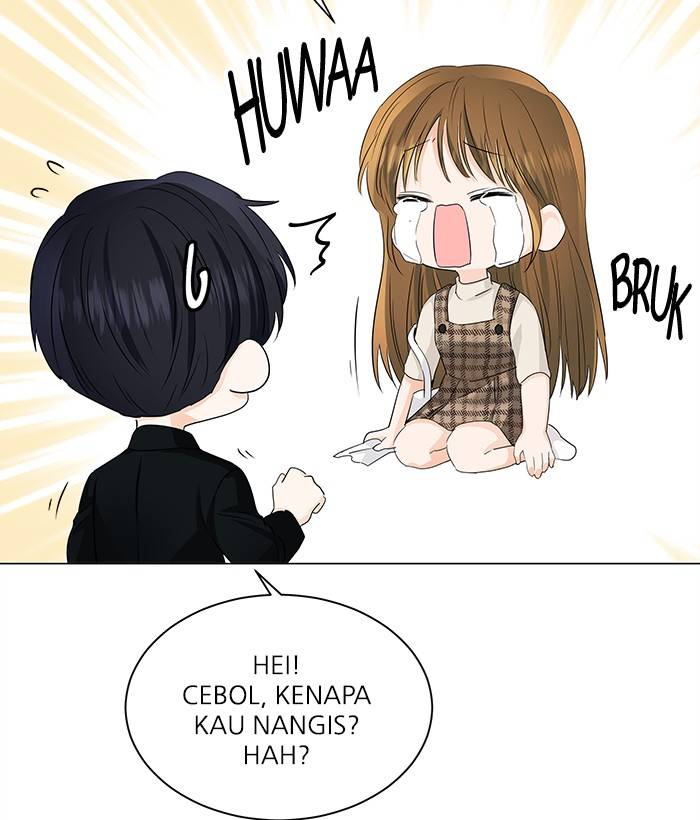 HUWAA
BRUK
HEI!
CEBOL, KENAPA
KAU NANGIS?
HAH?